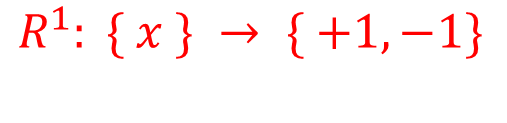 R¹: { x } → { +1, −1}